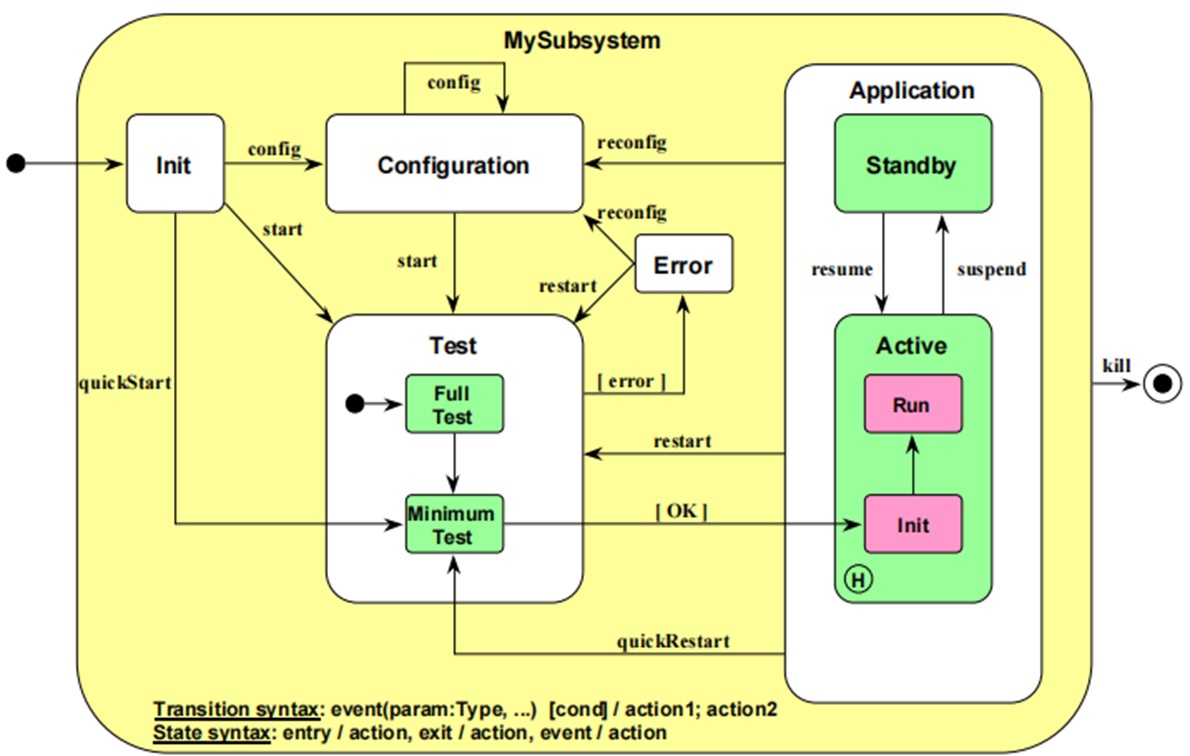 MySubsystem
config
Application
Init
config
Configuration
reconfig
Standby
start
reconfig
start
Error
resume
suspend
restart
Test
Active
kill
quickStart
[ error ]
Full
Test
Run
restart
Minimum
Test
[ OK ]
Init
H
quickRestart
Transition syntax: event(param:Type, ...) [cond] / action1; action2
State syntax: entry / action, exit / action, event / action